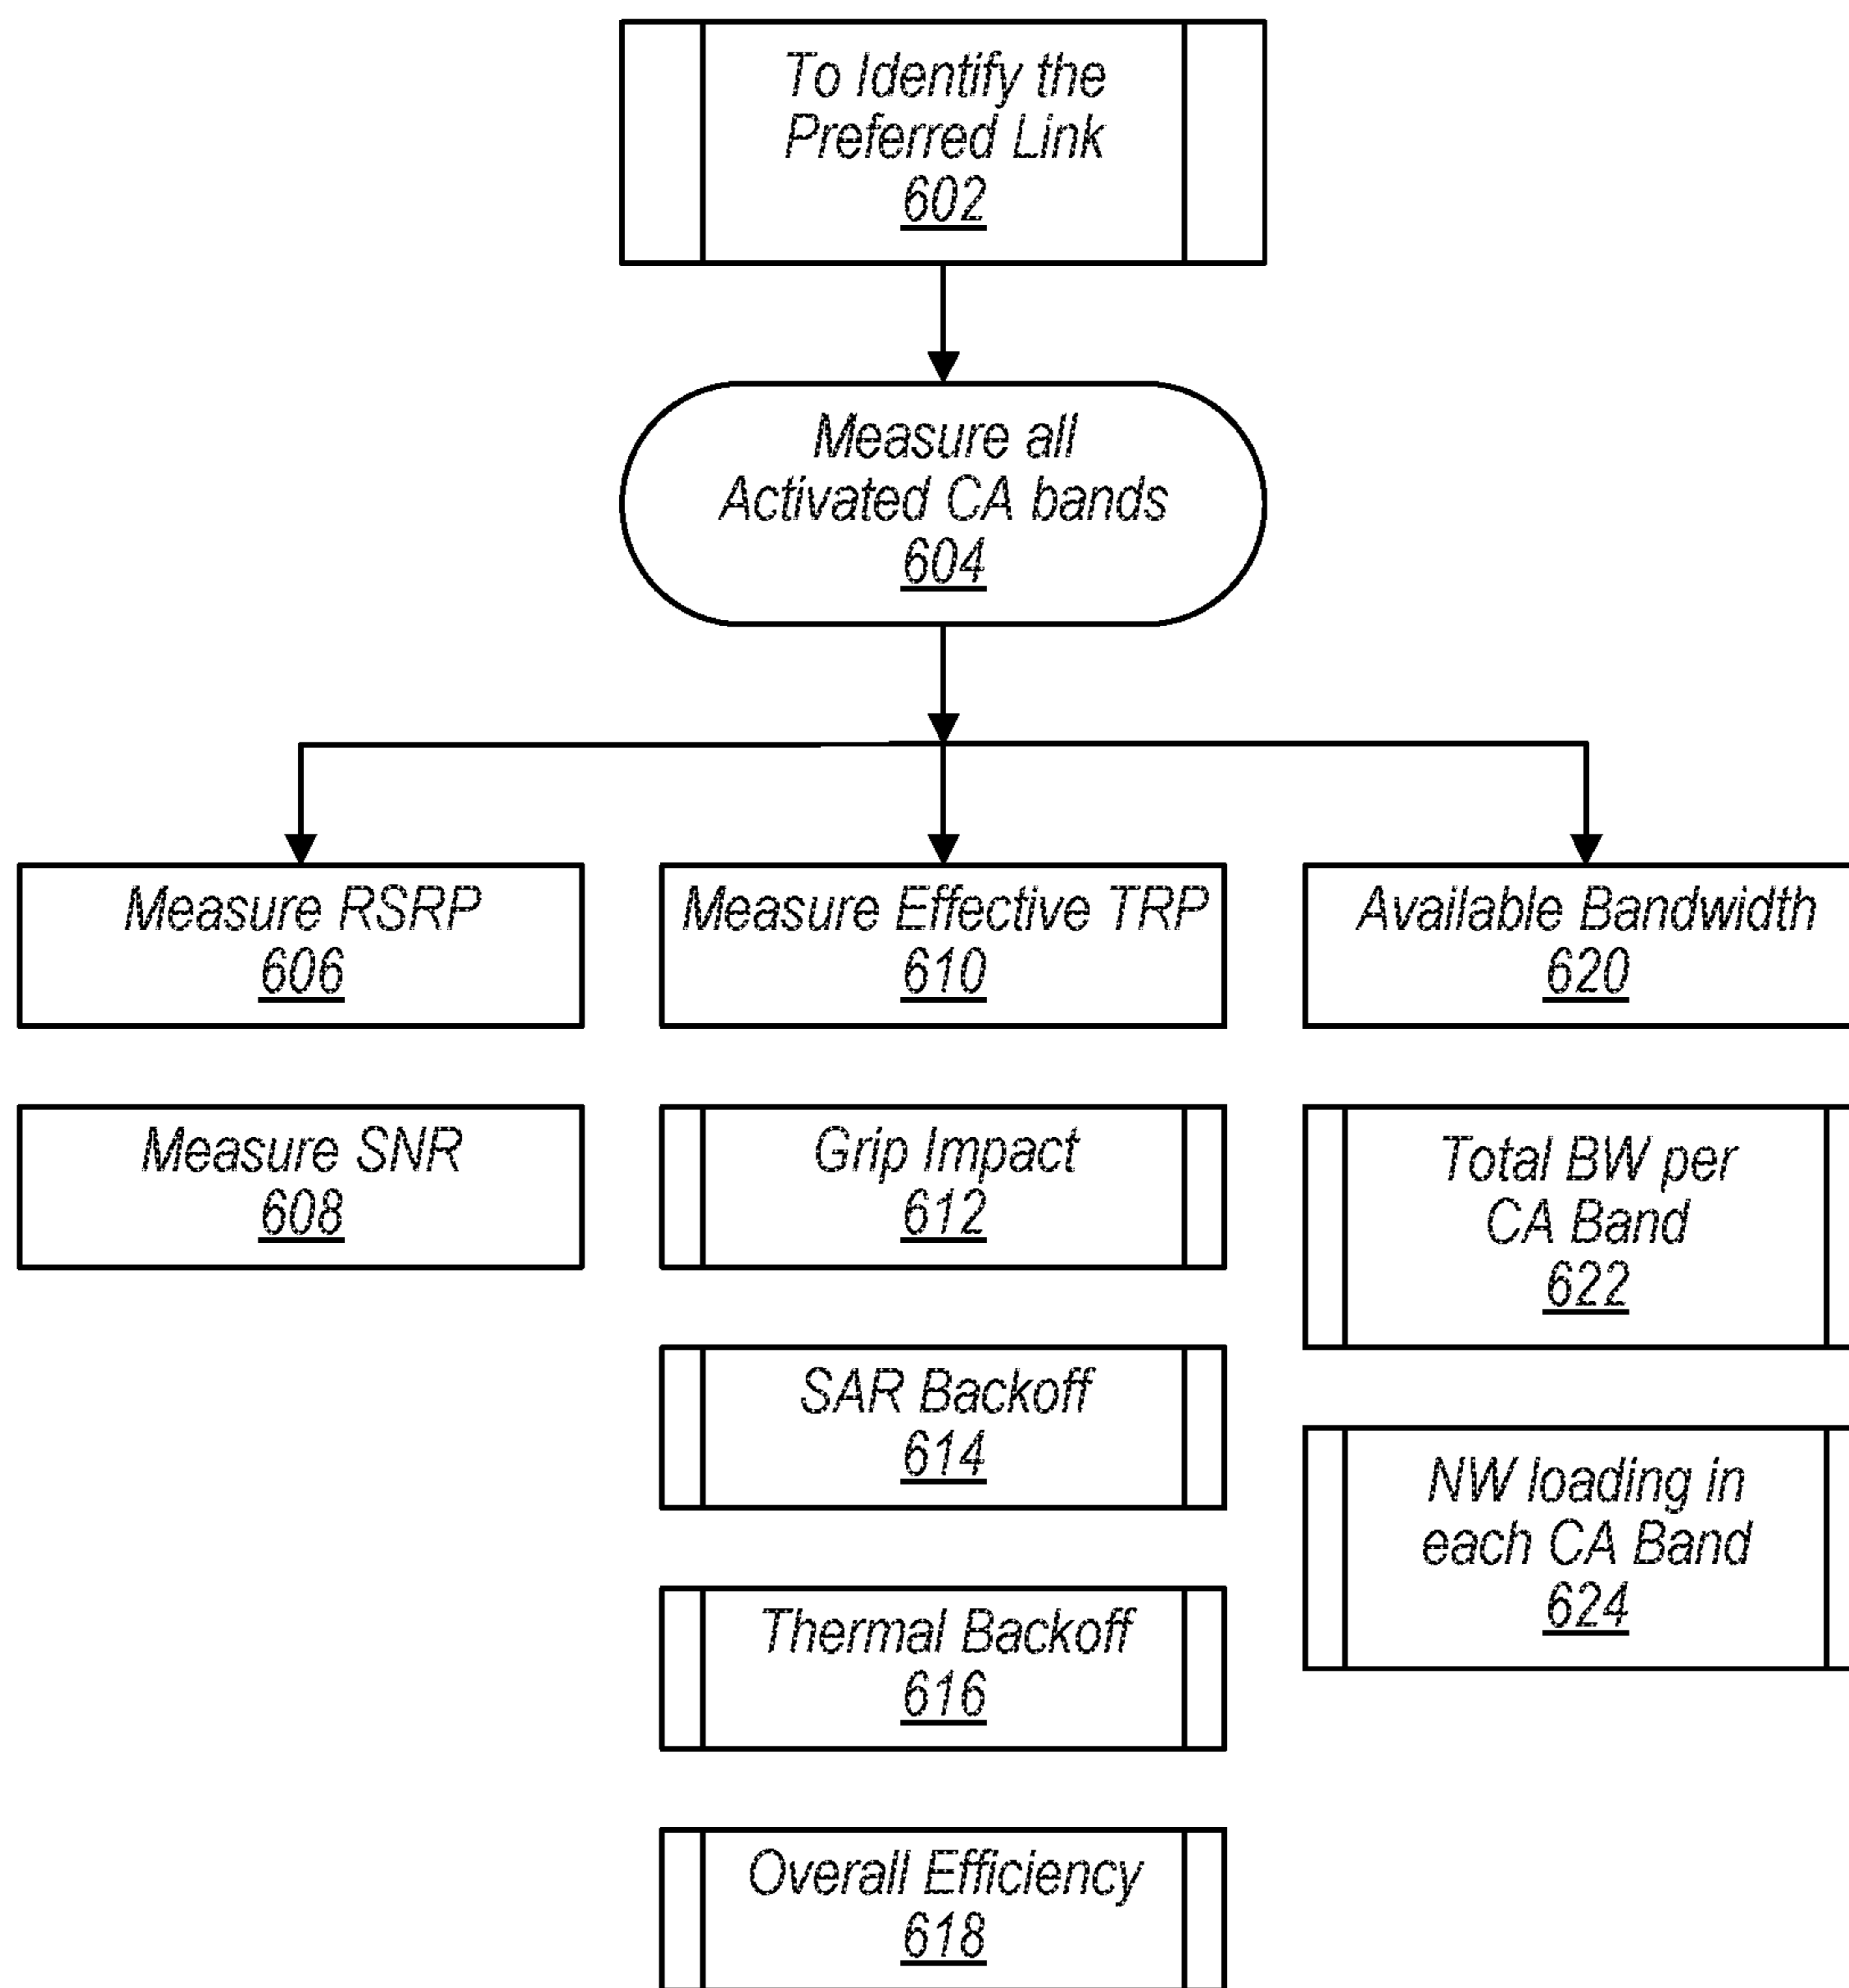 To Identify the
Preferred Link
602
Measure all
Activated CA bands
604
Measure RSRP
606
Measure SNR
608
Measure Effective TRP
610
Grip Impact
612
SAR Backoff
614
Thermal Backoff
616
Overall Efficiency
618
Available Bandwidth
620
Total BW per
CA Band
622
NW loading in
each CA Band
624